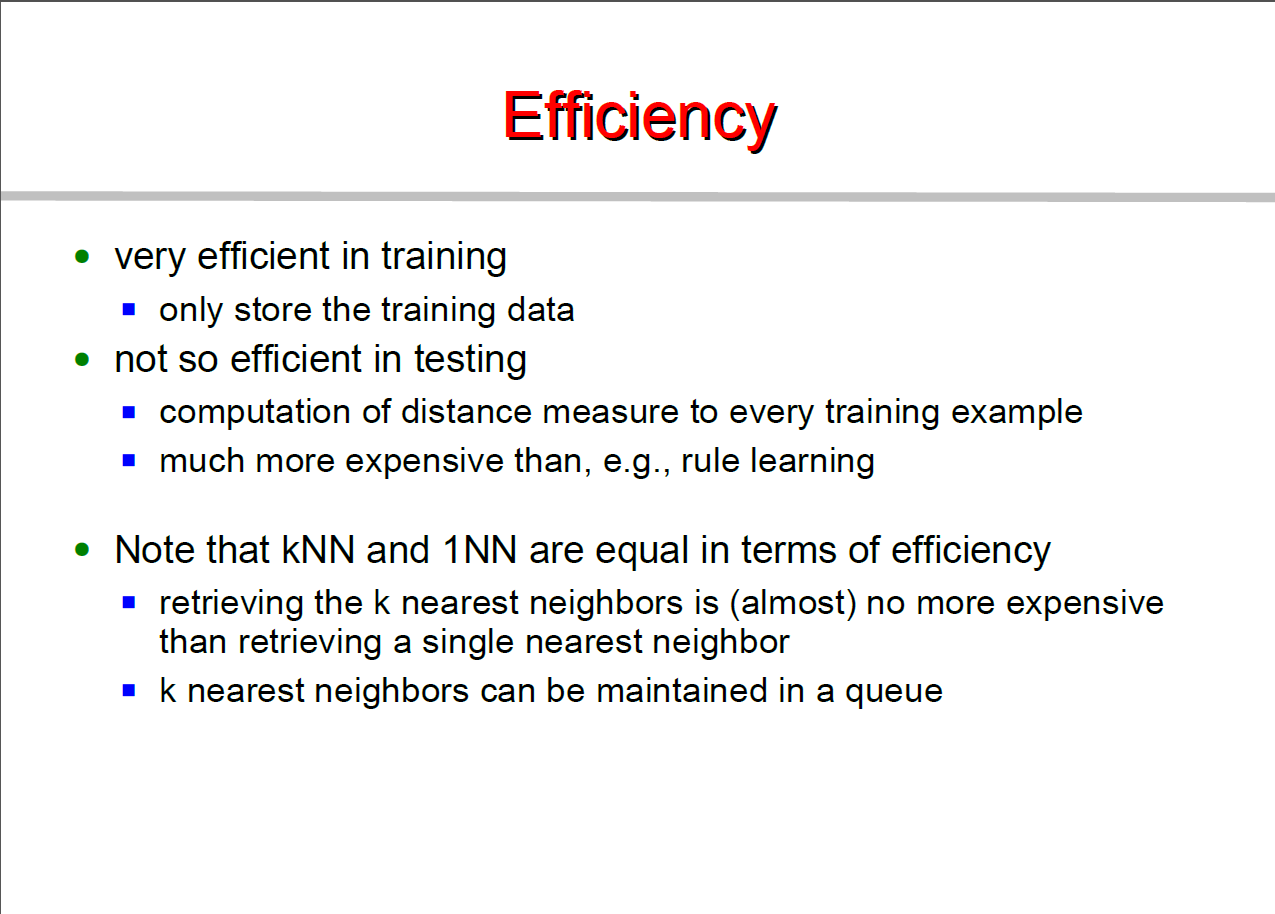 Efficiency
very efficient in training
only store the training data
not so efficient in testing
computation of distance measure to every training example
much more expensive than, e.g., rule learning
Note that kNN and 1NN are equal in terms of efficiency
retrieving the k nearest neighbors is (almost) no more expensive
than retrieving a single nearest neighbor
k nearest neighbors can be maintained in a queue